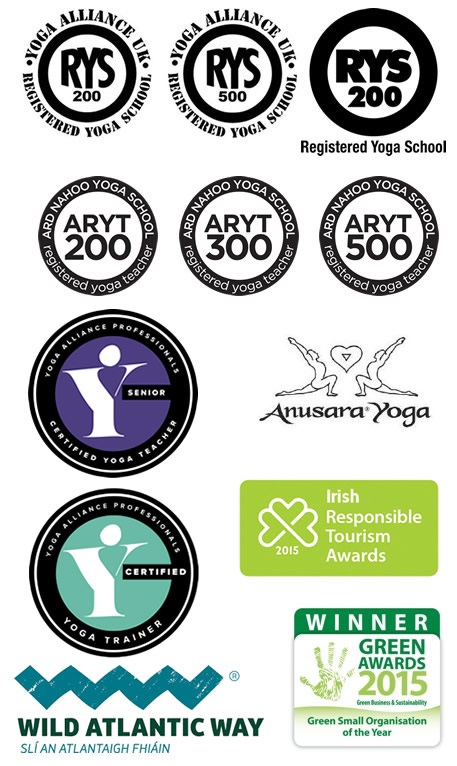 YOGA ALLIANCE UK
RYS
200
REGISTERED YOGA SCHOOL
YOGA ALLIANCE UK
RYS
500
REGISTERED YOGA SCHOOL
RYS
200
Registered Yoga School
ARD NAHOO YOGA SCHOOL
ARYT
200
registered yoga teacher
ARD NAHOO YOGA SCHOOL
ARYT
300
registered yoga teacher
ARD NAHOO YOGA SCHOOL
ARYT
500
registered yoga teacher
YOGA ALLIANCE PROFESSIONALS
SENIOR
CERTIFIED YOGA TEACHER
Anusara® Yoga
YOGA ALLIANCE PROFESSIONALS
CERTIFIED
YOGA TRAINER
Irish
Responsible
Tourism
Awards
2015
WINNER
GREEN
AWARDS
2015
Green Business & Sustainability
Green Small Organisation
of the Year
®
WILD ATLANTIC WAY
SLÍ AN ATLANTAIGH FHIÁIN